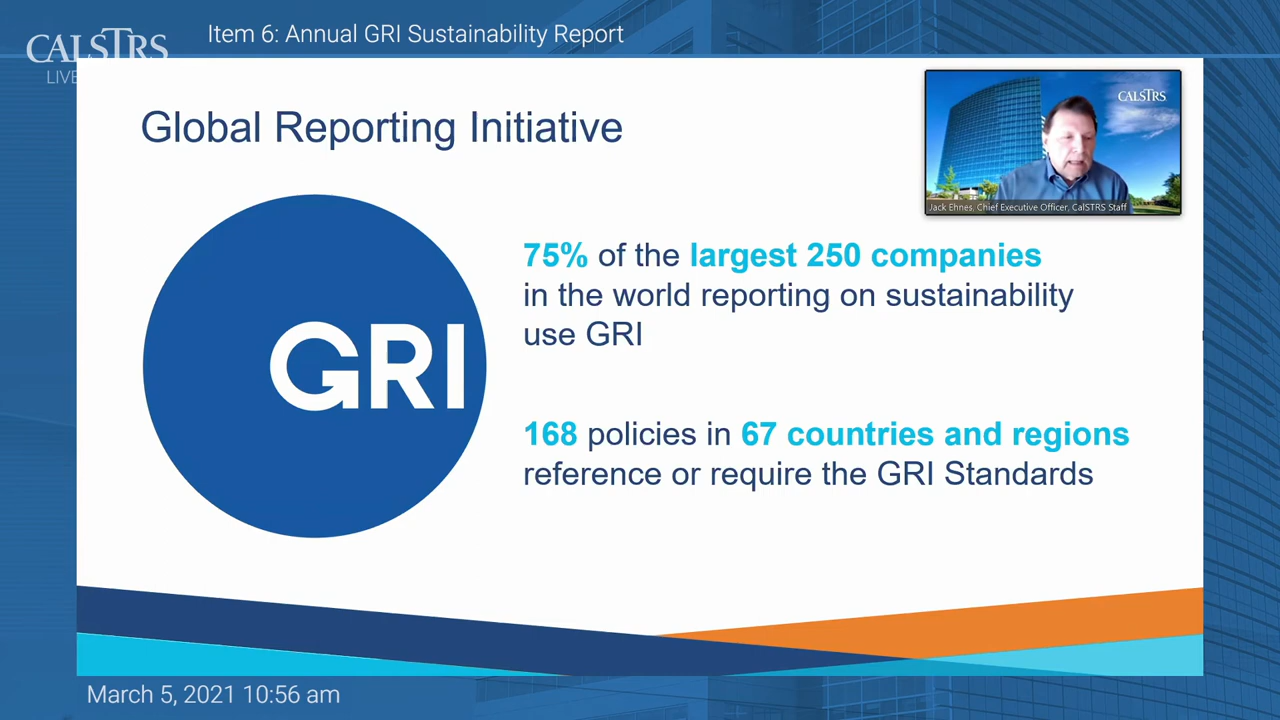 Item 6: Annual GRI Sustainability Report
CALSTRS
LIVE
Global Reporting Initiative
CALSTRS
Jack Ehnes, Chief Executive Officer, CalSTRS Staff
GRI
75% of the largest 250 companies
in the world reporting on sustainability
use GRI
168 policies in 67 countries and regions
reference or require the GRI Standards
March 5, 2021 10:56 am